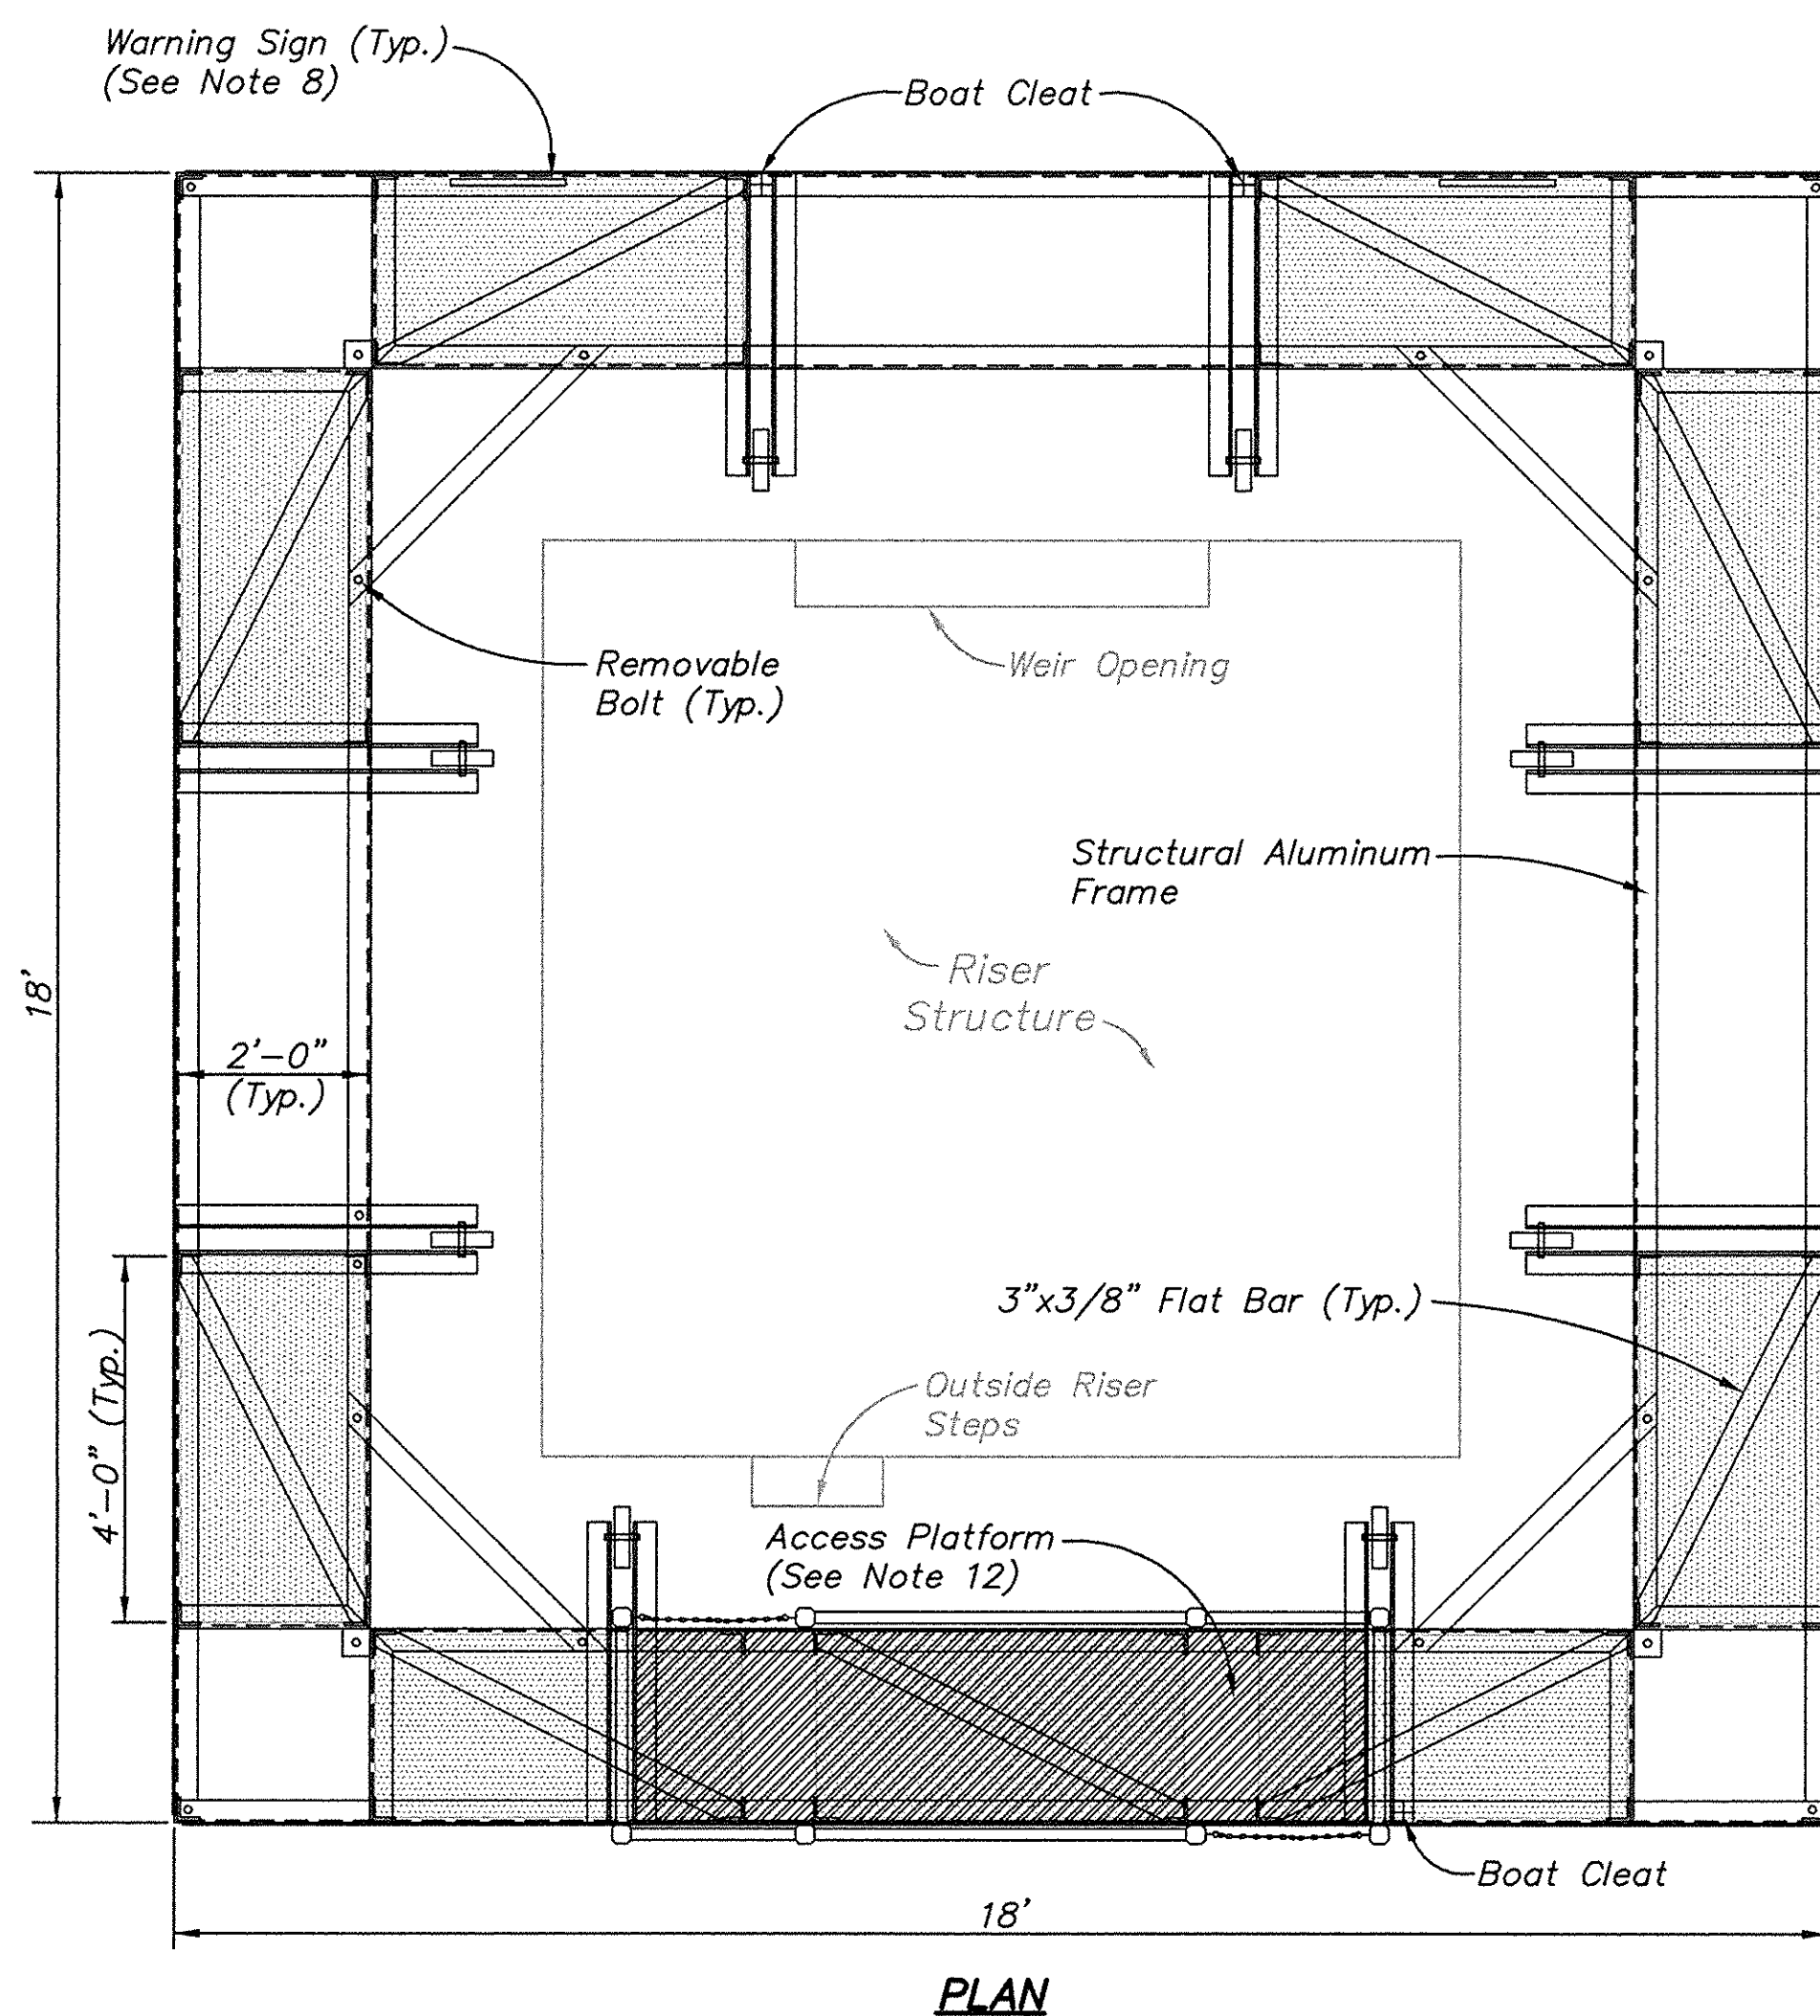 Warning Sign (Typ.)
(See Note 8)
Boat Cleat
Removable
Bolt (Typ.)
Weir Opening
Structural Aluminum
Frame
Riser
Structure
18'
2'-0"
(Typ.)
3"x3/8" Flat Bar (Typ.)
4'-0" (Typ.)
Outside Riser
Steps
Access Platform
(See Note 12)
Boat Cleat
18'
PLAN